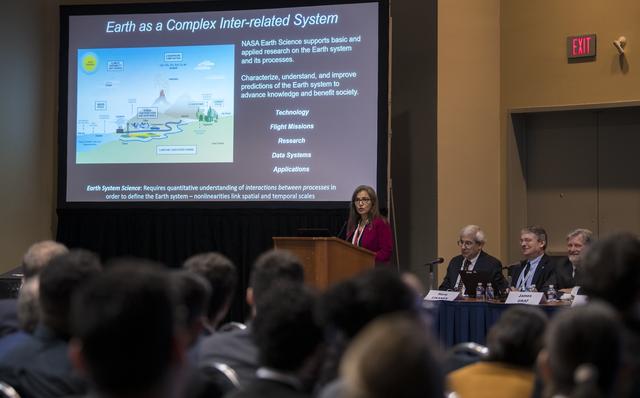 Earth as a Complex Inter-related System
NASA Earth Science supports basic and
applied research on the Earth system
and its processes.
Characterize, understand, and improve
predictions of the Earth system to
advance knowledge and benefit society.
Technology
Flight Missions
Research
Data Systems
Applications
Earth System Science: Requires quantitative understanding of interactions between processes in
order to define the Earth system – nonlinearities link spatial and temporal scales
EXIT
James